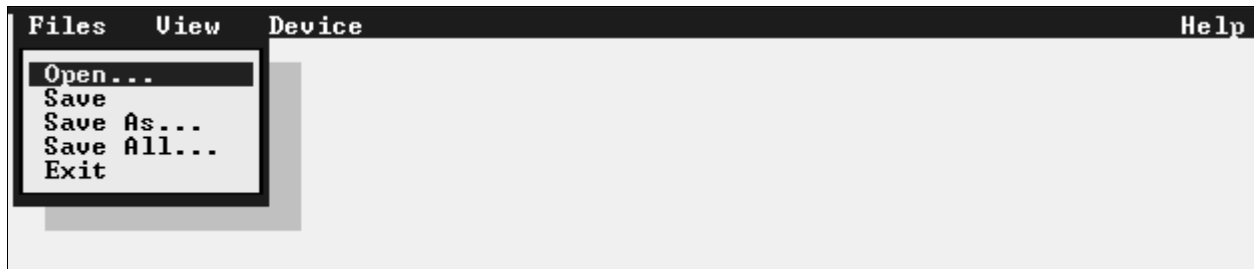 Files View Device Help
Open...
Save
Save As...
Save All...
Exit